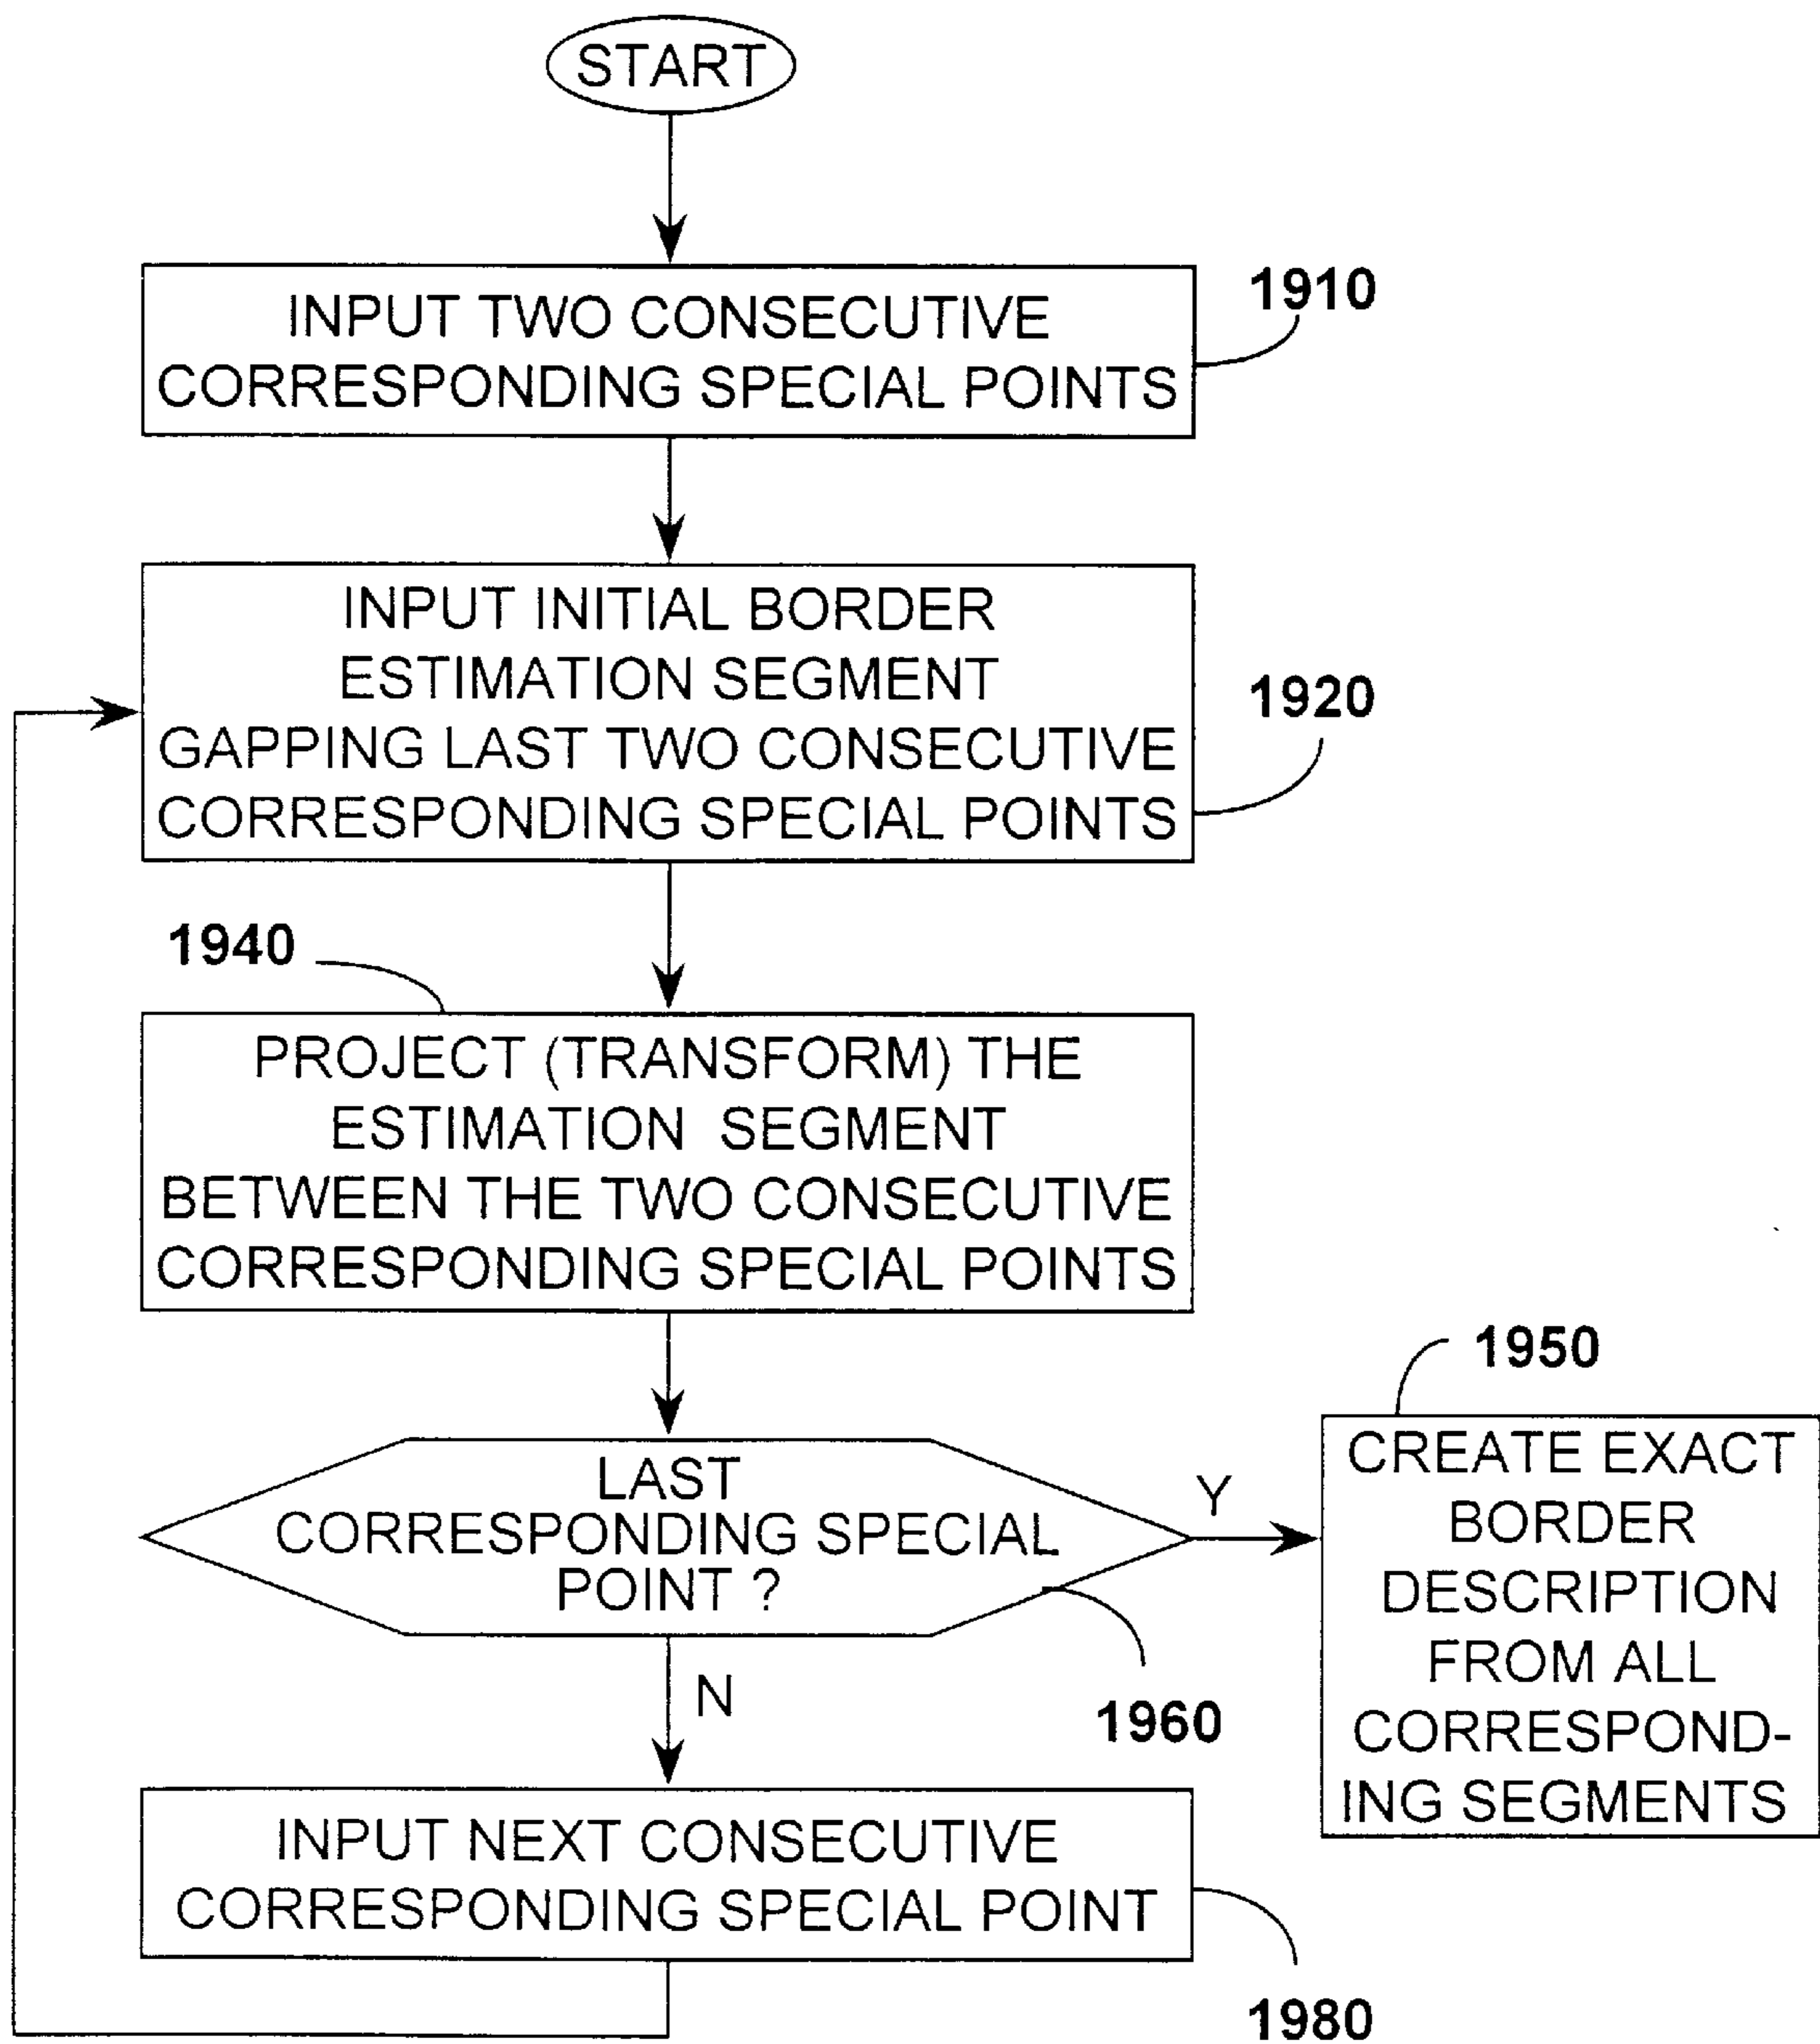 START
INPUT TWO CONSECUTIVE
CORRESPONDING SPECIAL POINTS
1910
INPUT INITIAL BORDER
ESTIMATION SEGMENT
GAPPING LAST TWO CONSECUTIVE
CORRESPONDING SPECIAL POINTS
1920
1940
PROJECT (TRANSFORM) THE
ESTIMATION SEGMENT
BETWEEN THE TWO CONSECUTIVE
CORRESPONDING SPECIAL POINTS
LAST
CORRESPONDING SPECIAL
POINT ?
1960
Y
1950
CREATE EXACT
BORDER
DESCRIPTION
FROM ALL
CORRESPOND-
ING SEGMENTS
N
INPUT NEXT CONSECUTIVE
CORRESPONDING SPECIAL POINT
1980